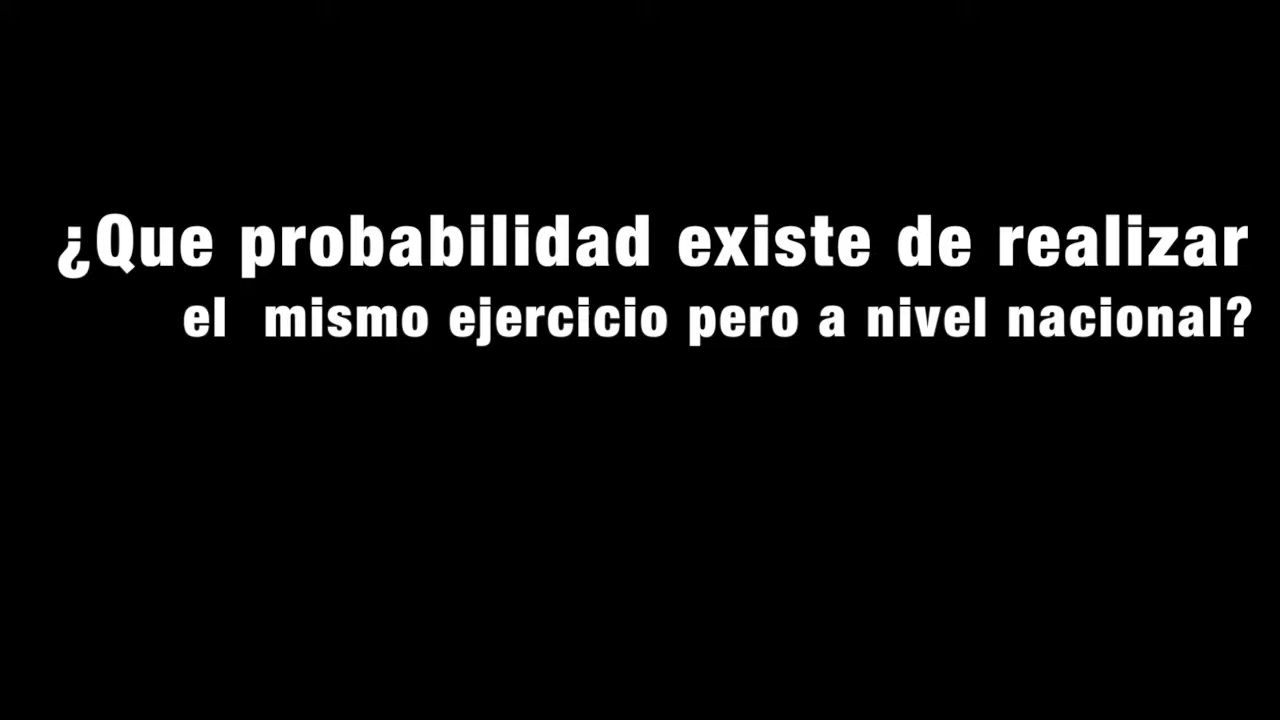 ¿Que probabilidad existe de realizar
el mismo ejercicio pero a nivel nacional?